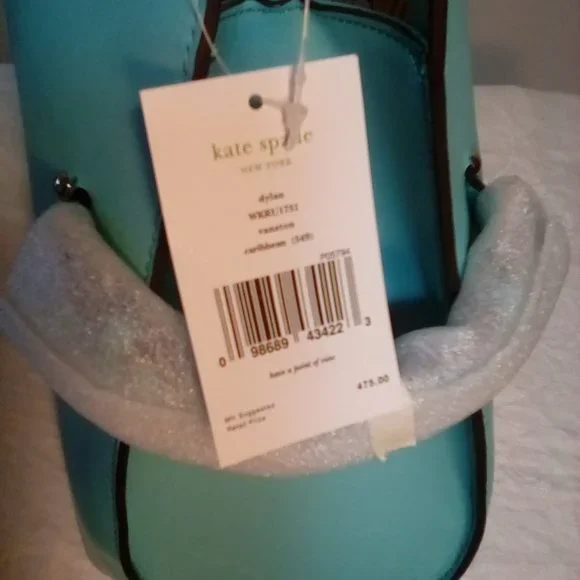 kate spade
NEW YORK
dylan
WKRU1751
vanston
caribbean (349)
P05794
0 98689 43422 3
have a point of view
475.00
Mfr Suggested
Retail Price